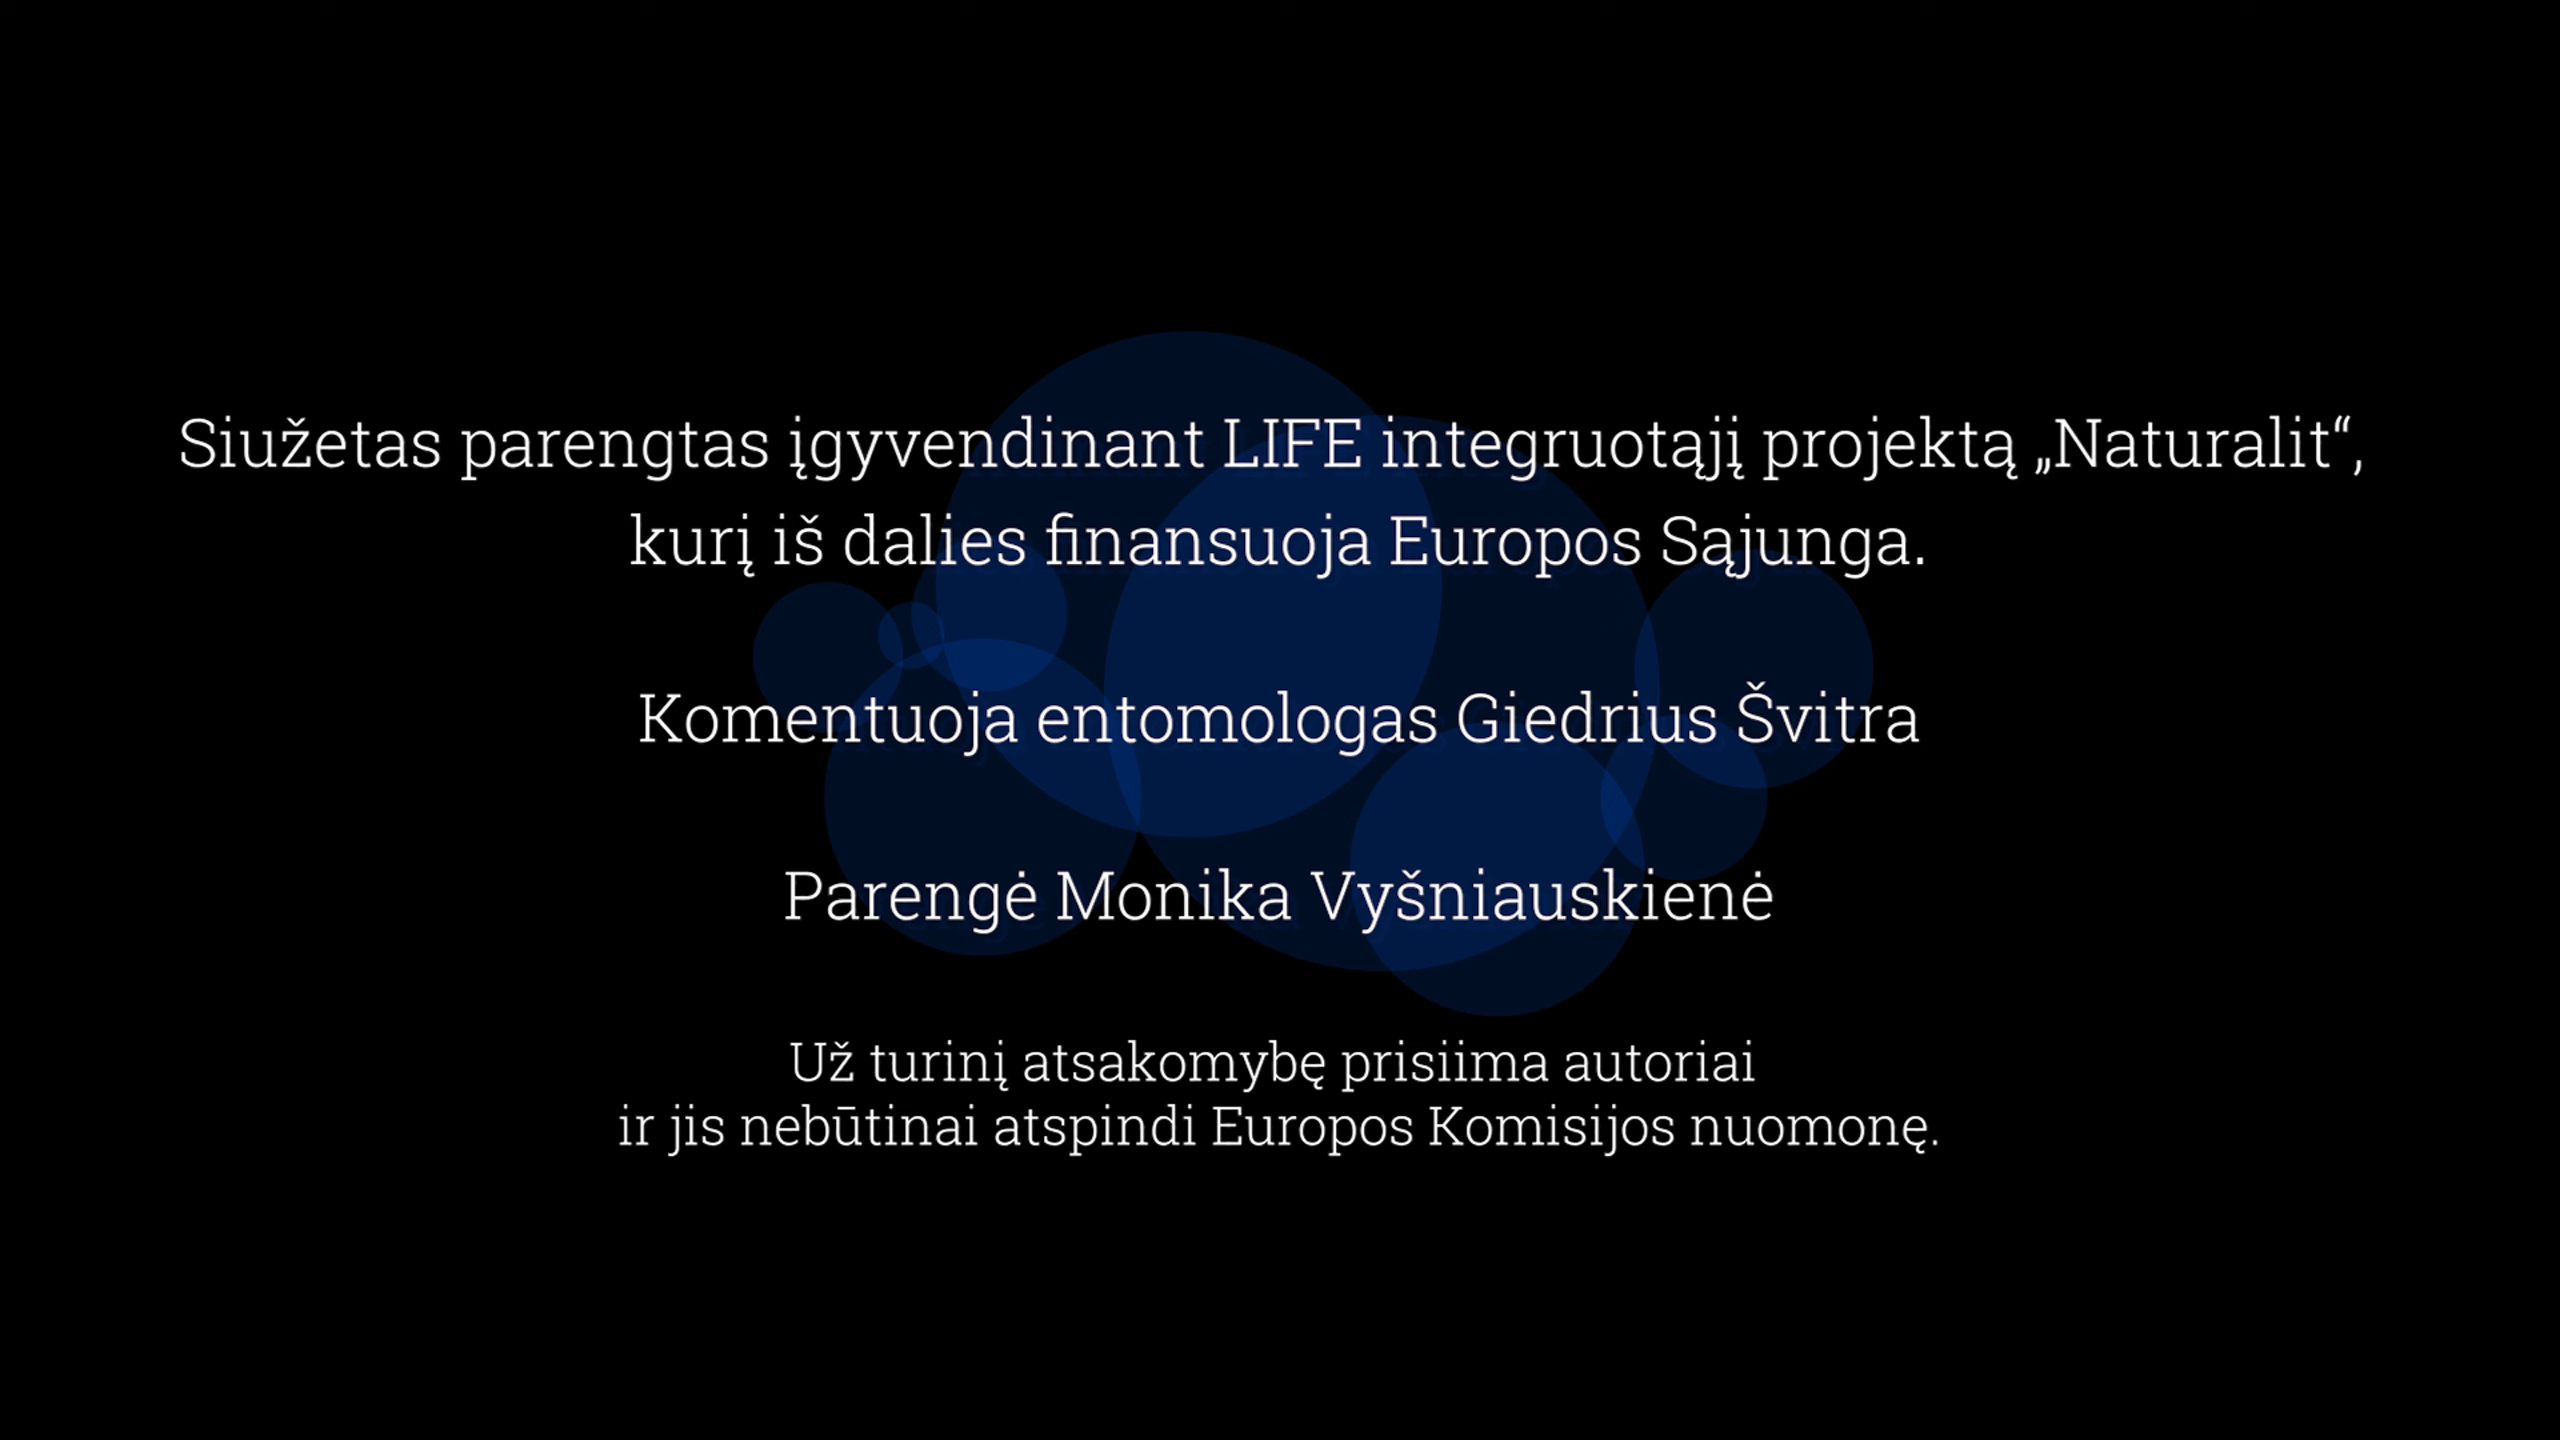 Siužetas parengtas įgyvendinant LIFE integruotąjį projektą „Naturalit“,
kurį iš dalies finansuoja Europos Sąjunga.
Komentuoja entomologas Giedrius Švitra
Parengė Monika Vyšniauskienė
Už turinį atsakomybę prisiima autoriai
ir jis nebūtinai atspindi Europos Komisijos nuomonę.